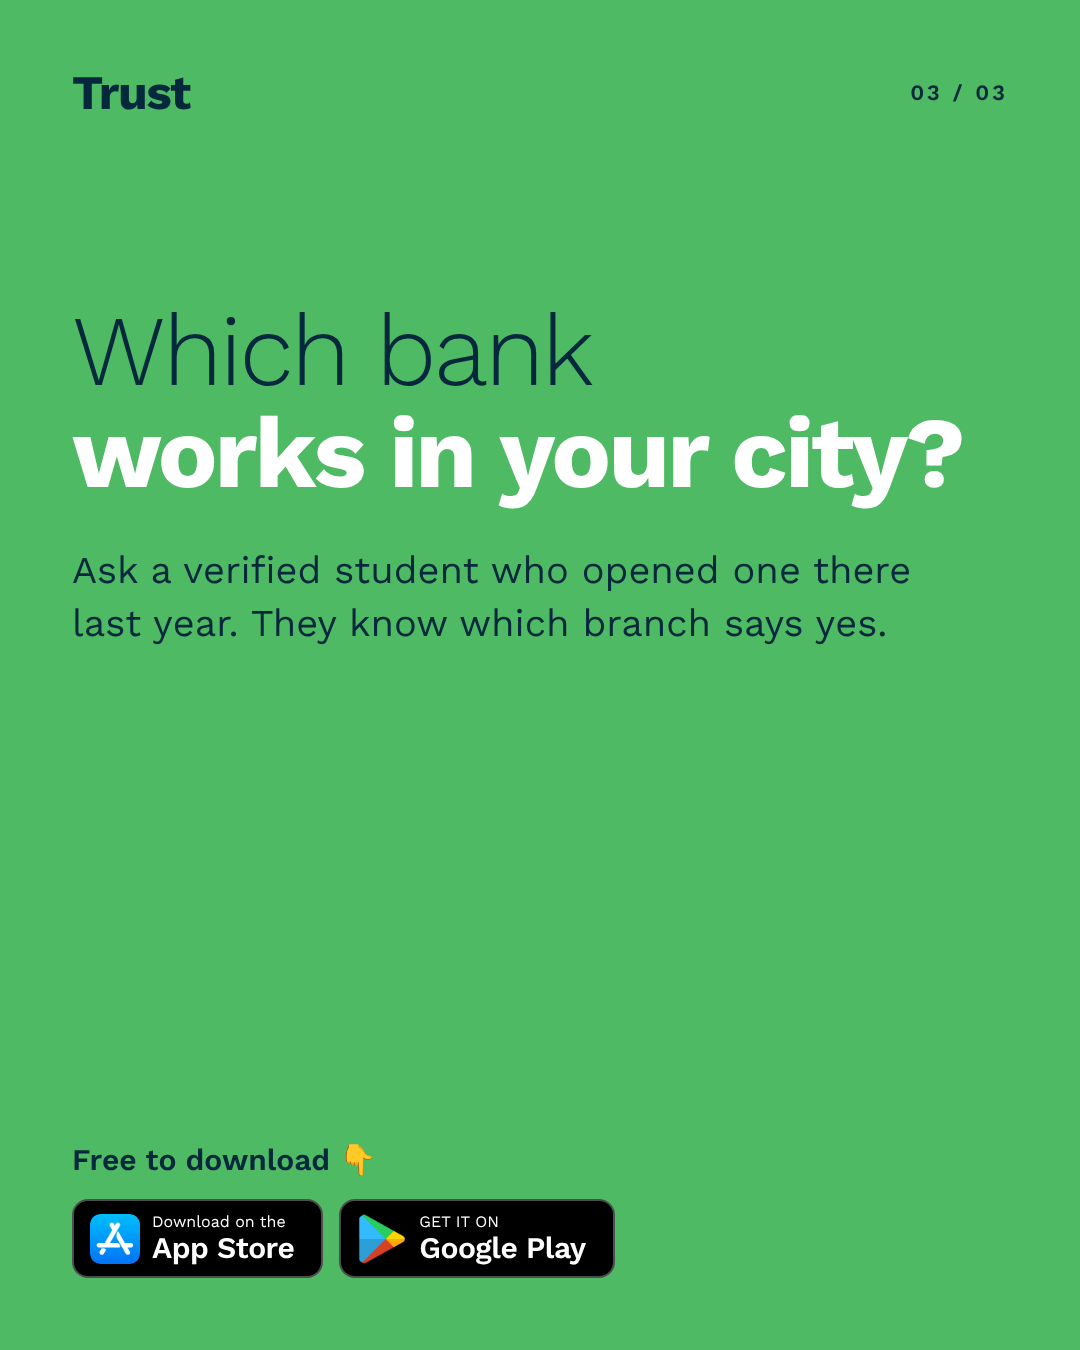 Trust
03 / 03
Which bank
works in your city?
Ask a verified student who opened one there
last year. They know which branch says yes.
Free to download 👇
Download on the
App Store
GET IT ON
Google Play